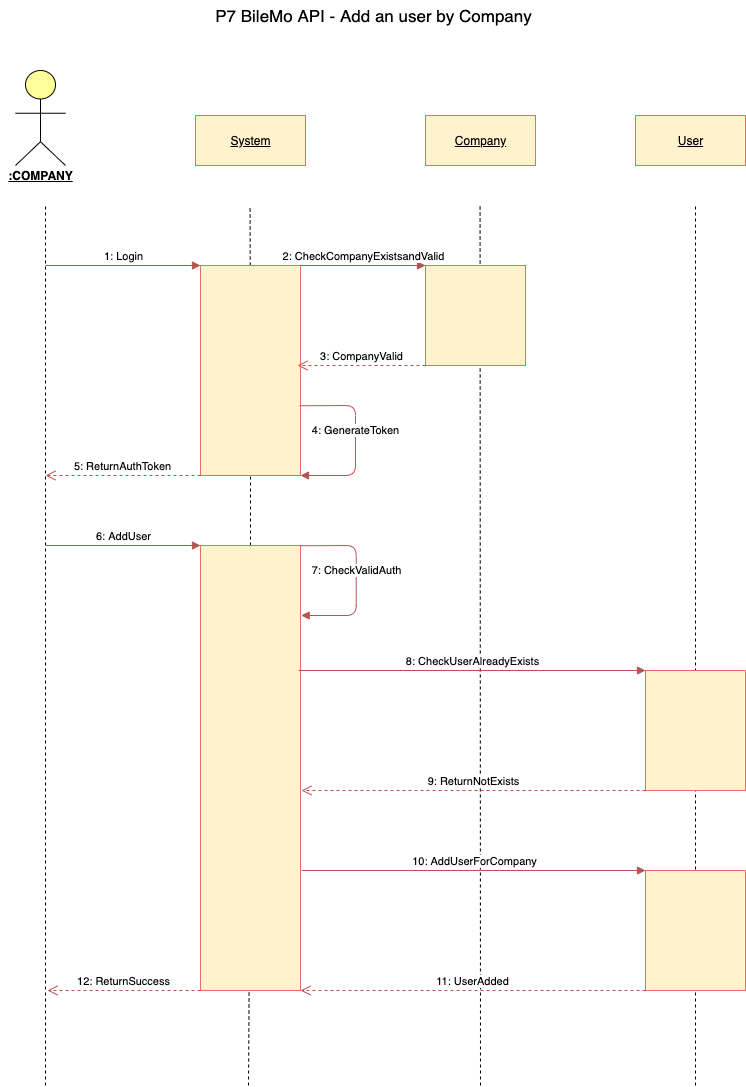 P7 BileMo API - Add an user by Company
System
Company
User
:COMPANY
1: Login
2: CheckCompanyExistsandValid
3: CompanyValid
4: GenerateToken
5: ReturnAuthToken
6: AddUser
7: CheckValidAuth
8: CheckUserAlreadyExists
9: ReturnNotExists
10: AddUserForCompany
12: ReturnSuccess
11: UserAdded